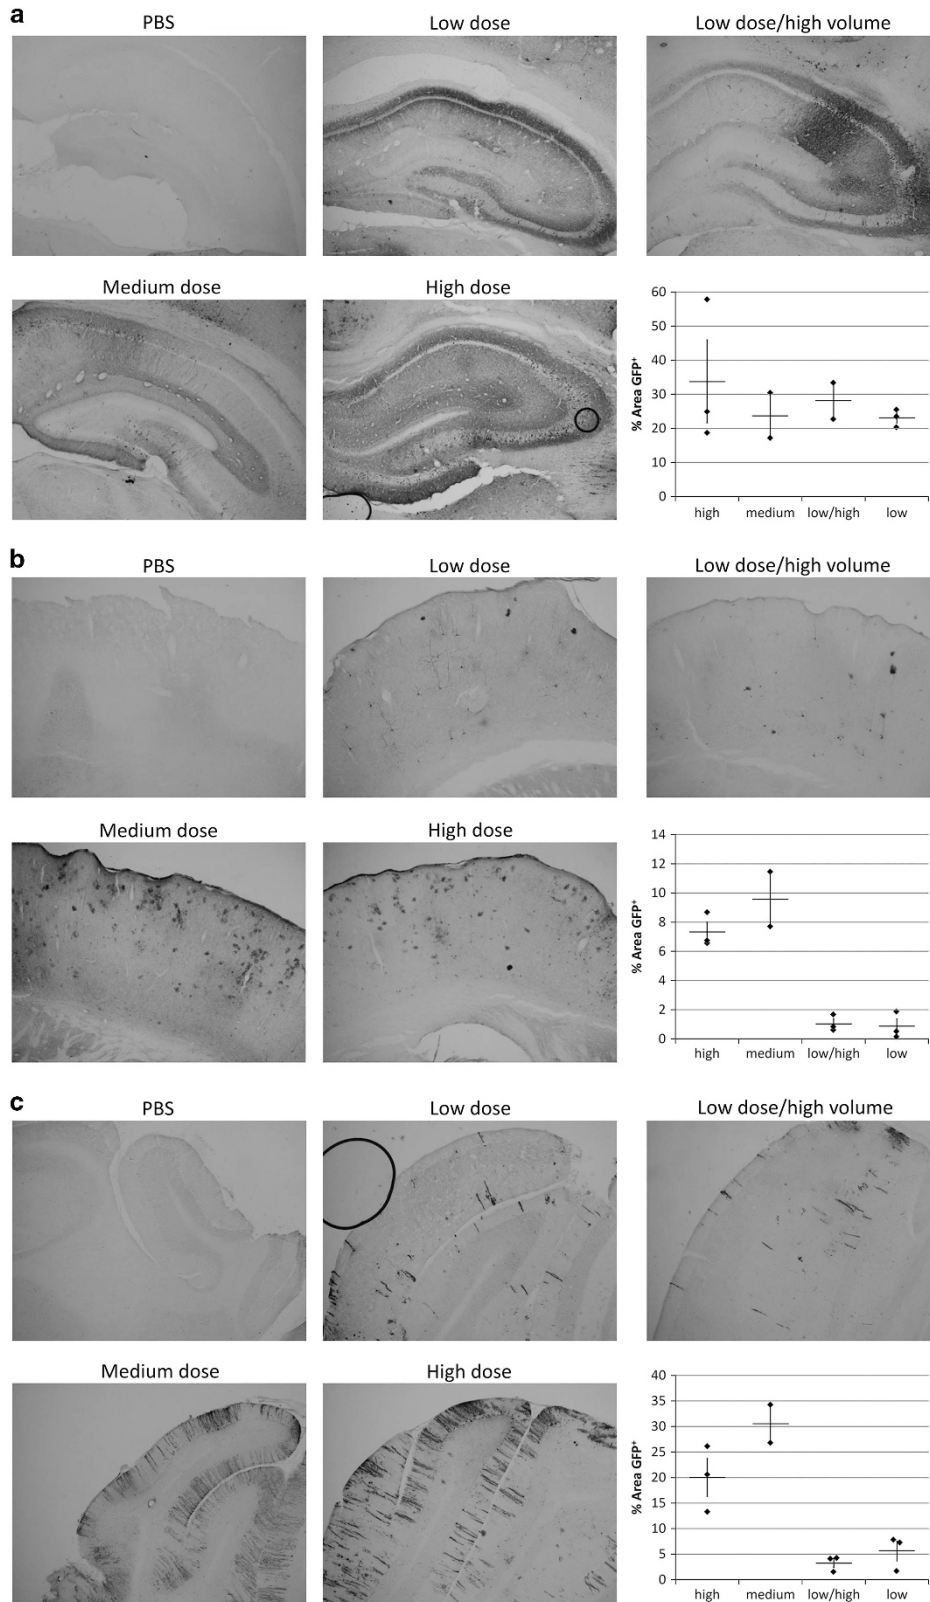 a
PBS
Low dose
Low dose/high volume
Medium dose
High dose
60
50
40
30
20
10
0
% Area GFP⁺
high medium low/high low
b
PBS
Low dose
Low dose/high volume
Medium dose
High dose
14
12
10
8
6
4
2
0
% Area GFP⁺
high medium low/high low
c
PBS
Low dose
Low dose/high volume
Medium dose
High dose
40
35
30
25
20
15
10
5
0
% Area GFP⁺
high medium low/high low